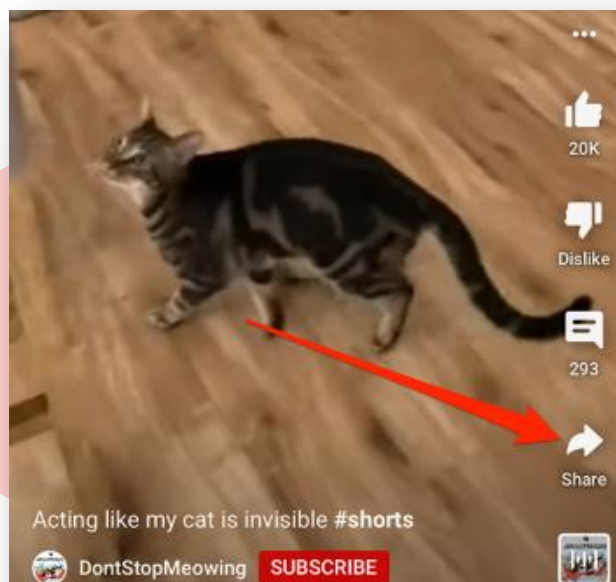 20K
Dislike
293
Share
Acting like my cat is invisible #shorts
DontStopMeowing SUBSCRIBE